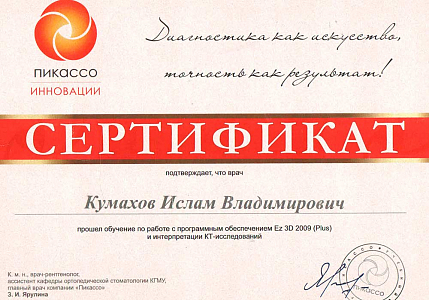 Диагностика как искусство,
точность как результат!
ПИКАССО
ИННОВАЦИИ
СЕРТИФИКАТ
подтверждает, что врач
Кумахов Ислам Владимирович
прошел обучение по работе с программным обеспечением Ez 3D 2009 (Plus)
и интерпретации КТ-исследований
К. м. н., врач-рентгенолог,
ассистент кафедры ортопедической стоматологии КГМУ,
главный врач компании «Пикассо»
З. И. Ярулина
ПИКАССО